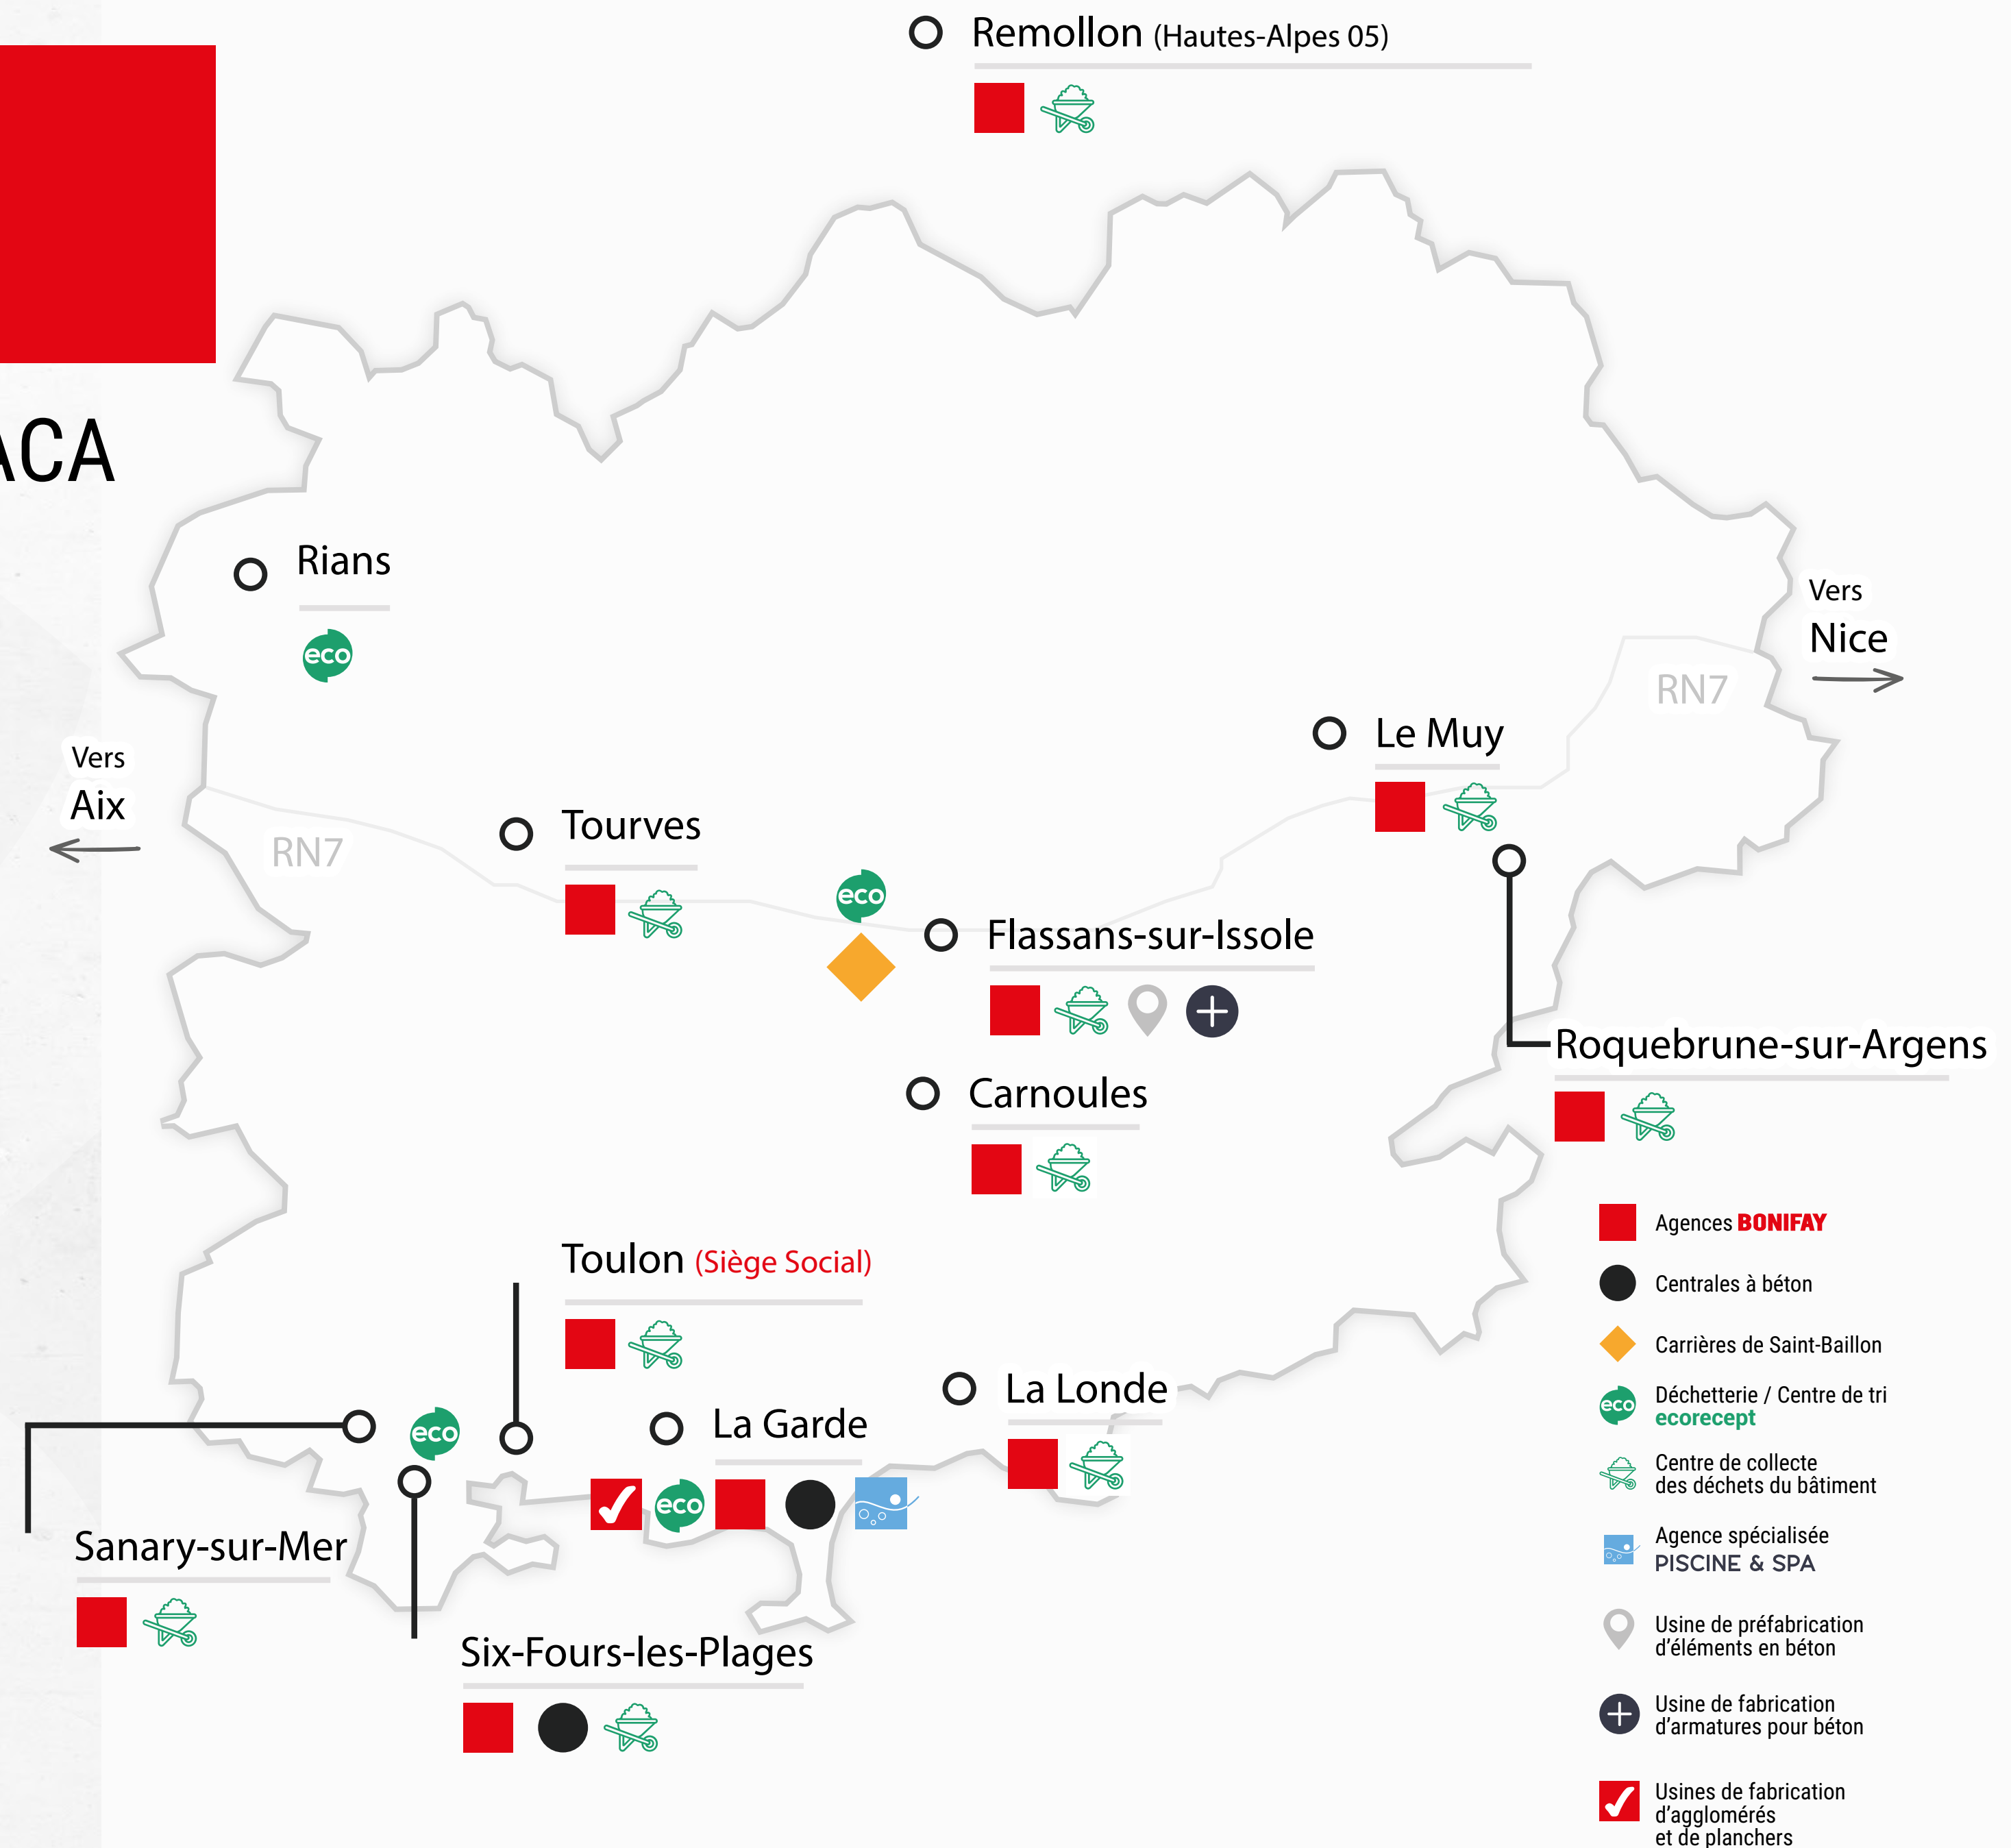 Remollon (Hautes-Alpes 05)
ACA
Rians
eco
Vers
Nice
RN7
Le Muy
Vers
Aix
RN7
Tourves
eco
Flassans-sur-Issole
Roquebrune-sur-Argens
Carnoules
Toulon (Siège Social)
La Londe
La Garde
eco
eco
Sanary-sur-Mer
Six-Fours-les-Plages
Agences BONIFAY
Centrales à béton
Carrières de Saint-Baillon
eco
Déchetterie / Centre de tri
ecorecept
Centre de collecte
des déchets du bâtiment
Agence spécialisée
PISCINE & SPA
Usine de préfabrication
d'éléments en béton
Usine de fabrication
d'armatures pour béton
Usines de fabrication
d'agglomérés
et de planchers